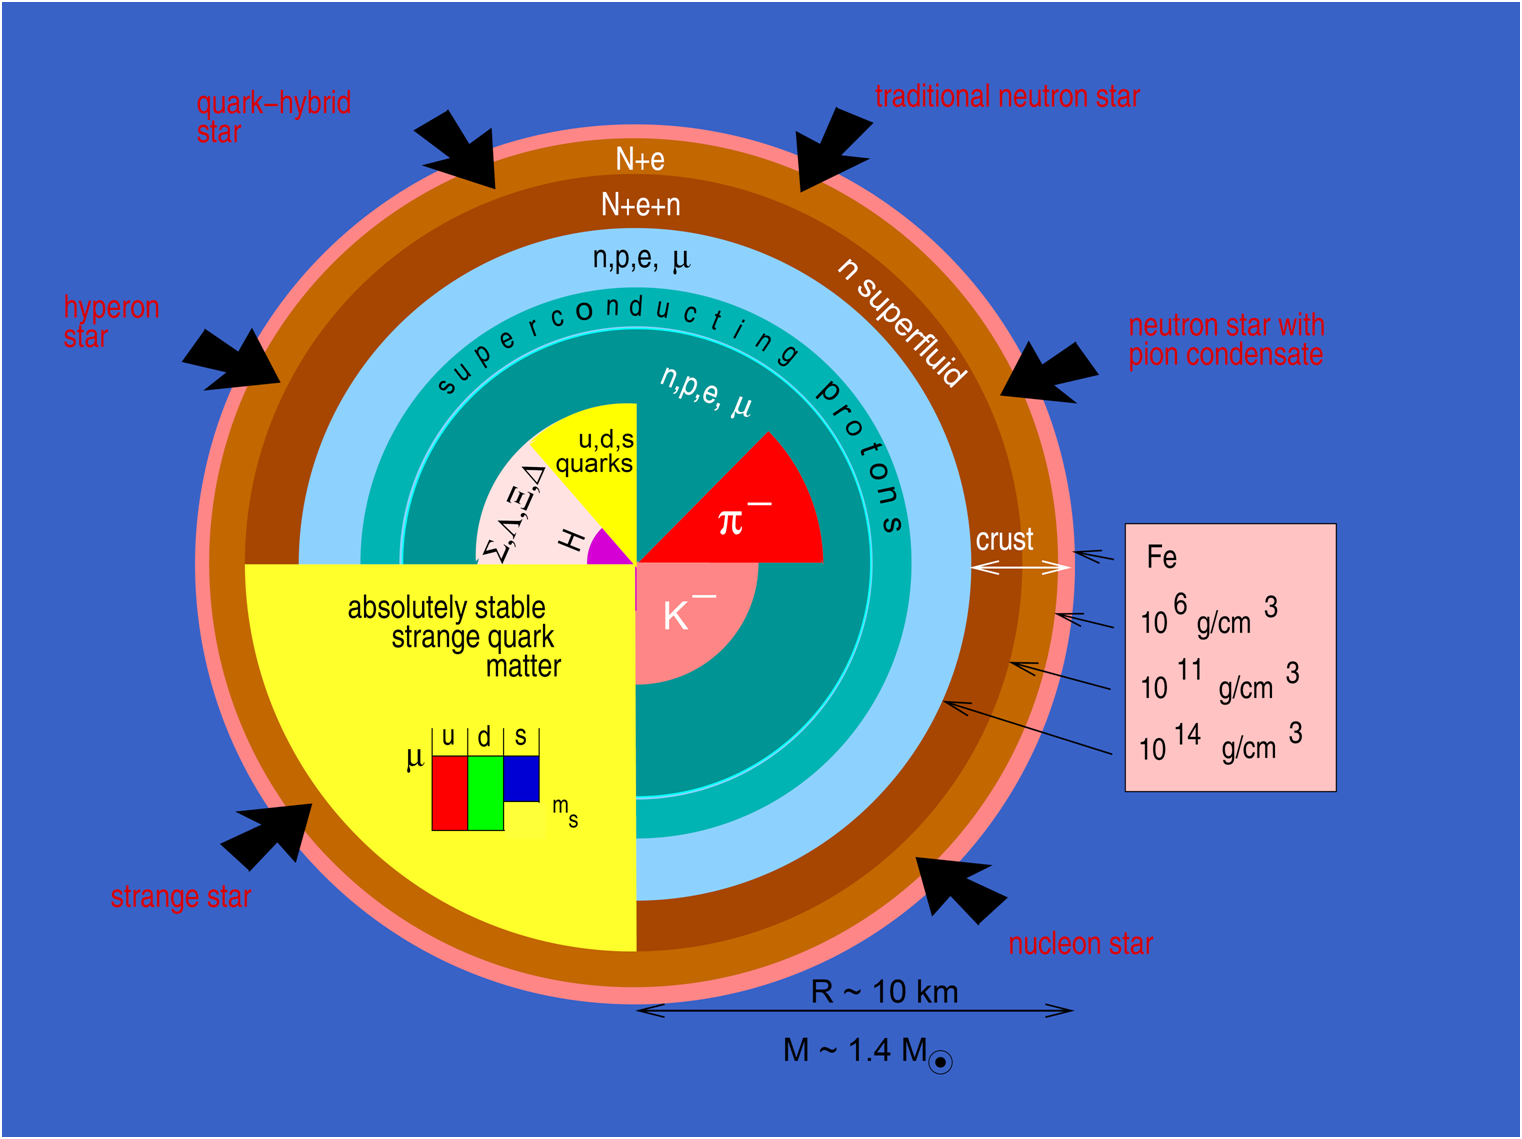 quark–hybrid
star
traditional neutron star
N+e
N+e+n
n,p,e, μ
n superfluid
superconducting protons
hyperon
star
neutron star with
pion condensate
n,p,e, μ
u,d,s
quarks
Σ,Λ,Ξ,Δ
H
π⁻
K⁻
crust
Fe
10⁶ g/cm³
10¹¹ g/cm³
10¹⁴ g/cm³
absolutely stable
strange quark
matter
u d s
μ
mₛ
strange star
nucleon star
R ~ 10 km
M ~ 1.4 M☉